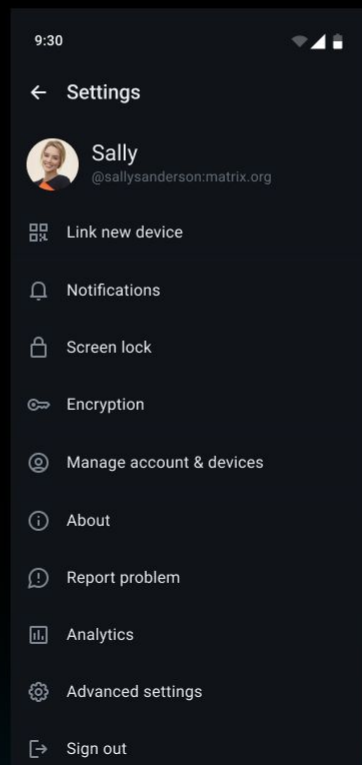 9:30
Settings
Sally
@sallysanderson:matrix.org
Link new device
Notifications
Screen lock
Encryption
Manage account & devices
About
Report problem
Analytics
Advanced settings
Sign out